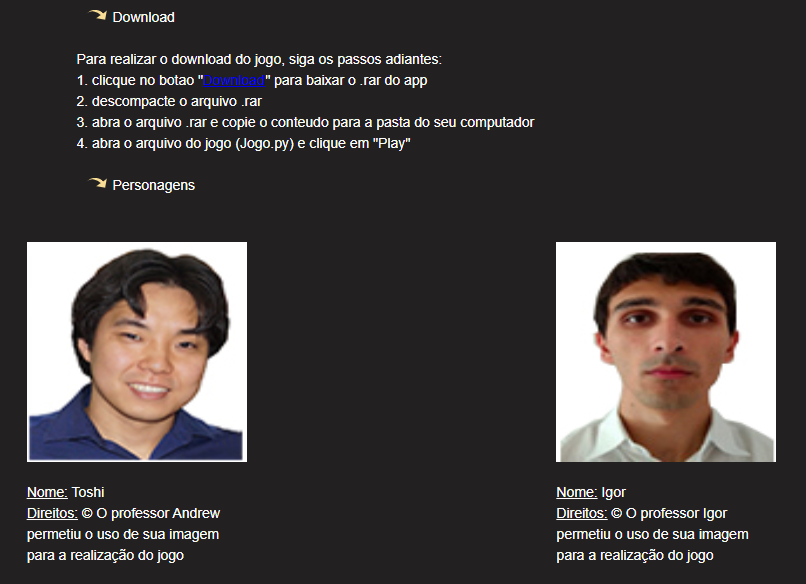 Download
Para realizar o download do jogo, siga os passos adiantes:
1. clicque no botao "Download" para baixar o .rar do app
2. descompacte o arquivo .rar
3. abra o arquivo .rar e copie o conteudo para a pasta do seu computador
4. abra o arquivo do jogo (Jogo.py) e clique em "Play"
Personagens
Nome: Toshi
Direitos: © O professor Andrew
permetiu o uso de sua imagem
para a realização do jogo
Nome: Igor
Direitos: © O professor Igor
permetiu o uso de sua imagem
para a realização do jogo